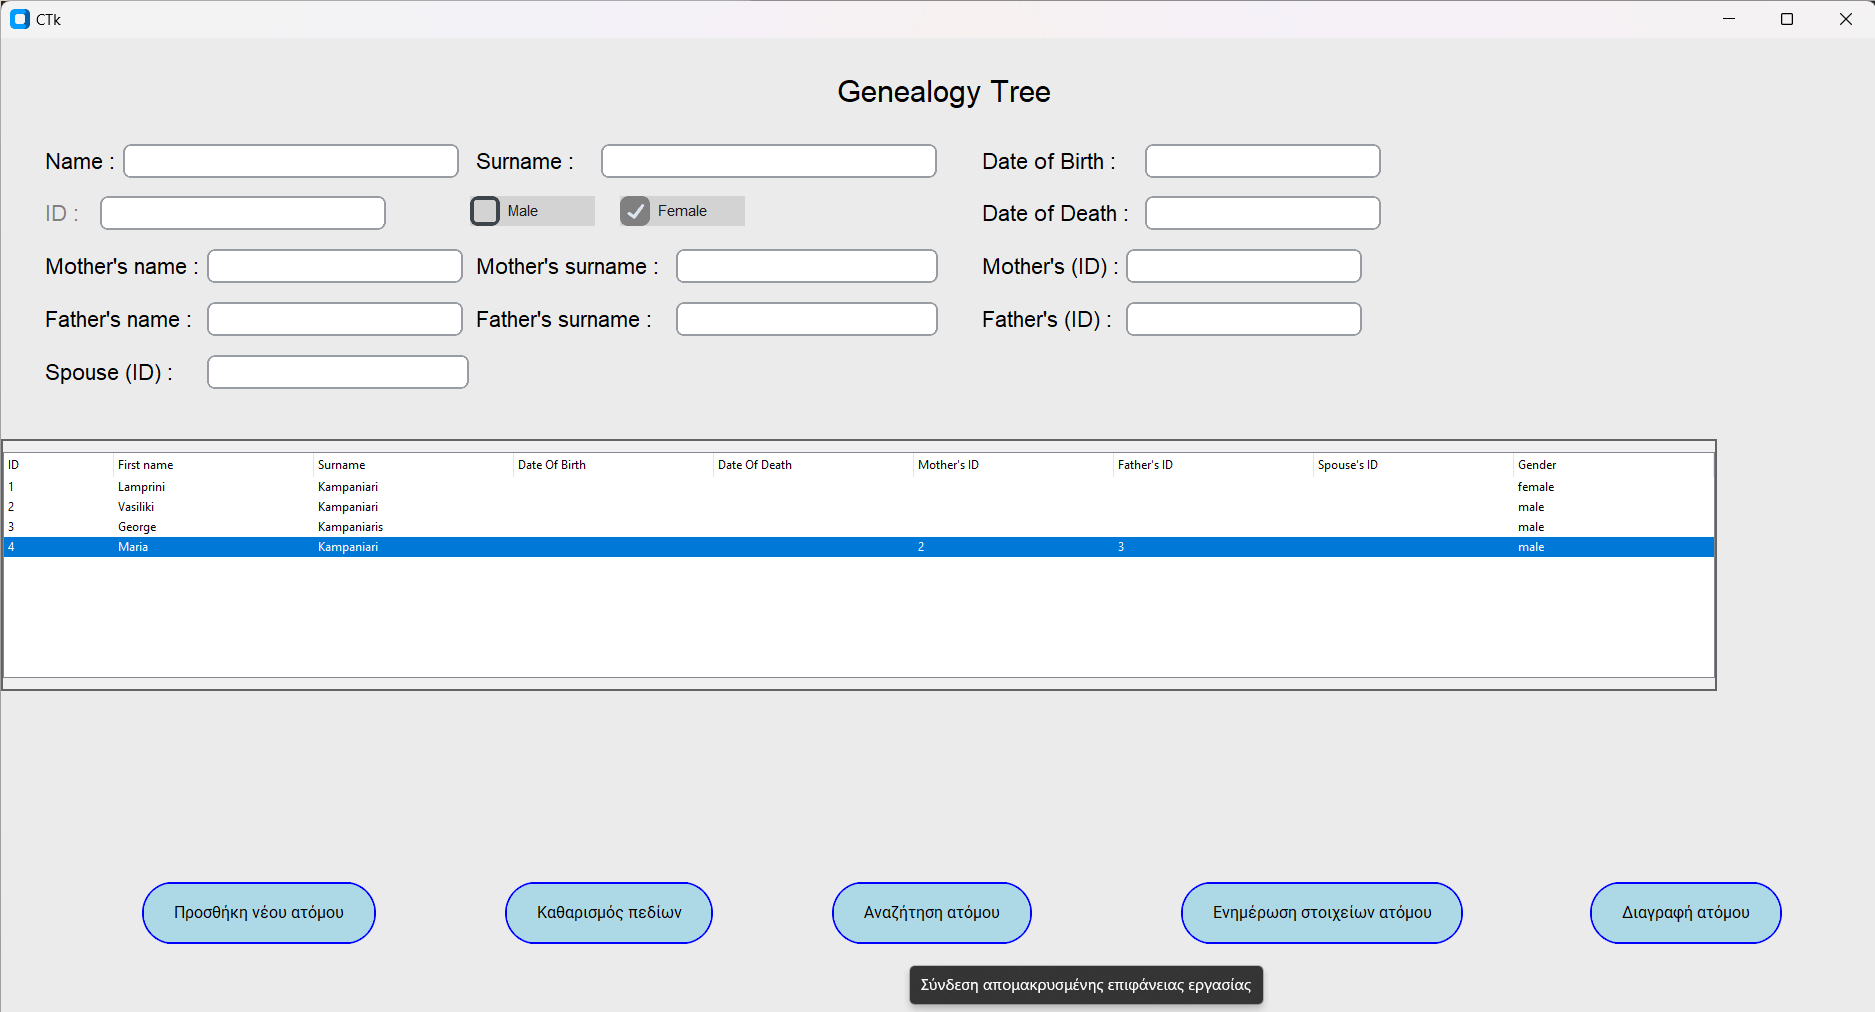 CTk
Genealogy Tree
Name : Surname : Date of Birth :
ID : Male Female Date of Death :
Mother's name : Mother's surname : Mother's (ID) :
Father's name : Father's surname : Father's (ID) :
Spouse (ID) :
ID First name Surname Date Of Birth Date Of Death Mother's ID Father's ID Spouse's ID Gender
1 Lamprini Kampaniari female
2 Vasiliki Kampaniari male
3 George Kampaniaris male
4 Maria Kampaniari 2 3 male
Προσθήκη νέου ατόμου Καθαρισμός πεδίων Αναζήτηση ατόμου Ενημέρωση στοιχείων ατόμου Διαγραφή ατόμου
Σύνδεση απομακρυσμένης επιφάνειας εργασίας